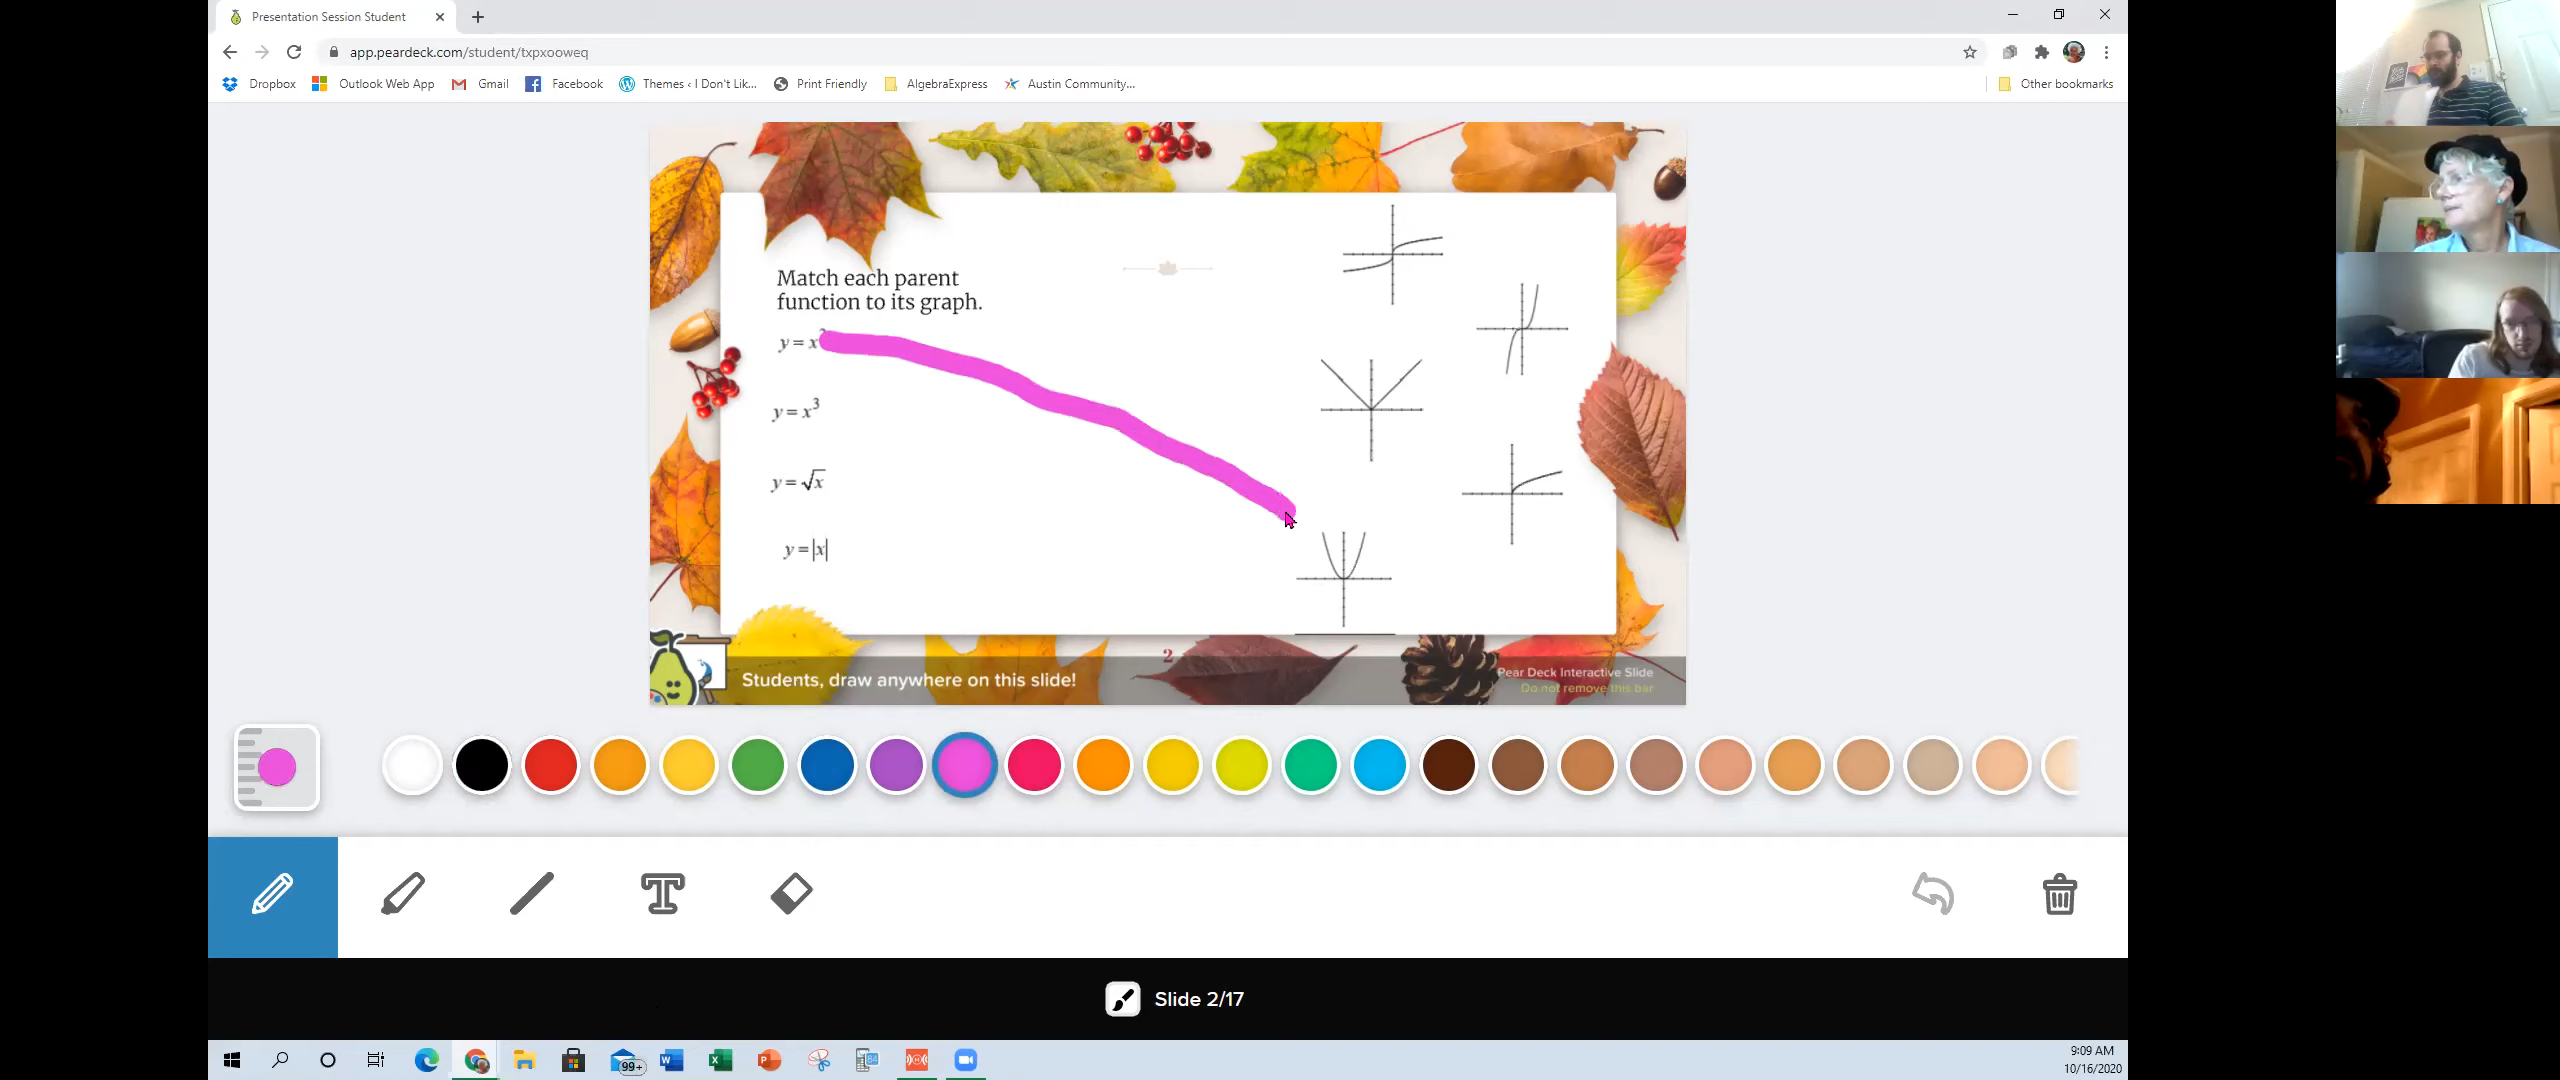 Presentation Session Student
app.peardeck.com/student/txpxooweq
Dropbox Outlook Web App Gmail Facebook Themes ‹ I Don't Lik... Print Friendly AlgebraExpress Austin Community... Other bookmarks
Match each parent
function to its graph.
y = x
y = x³
y = √x
y = |x|
2
Students, draw anywhere on this slide!
Pear Deck Interactive Slide
Do not remove this bar
Slide 2/17
99+
9:09 AM
10/16/2020